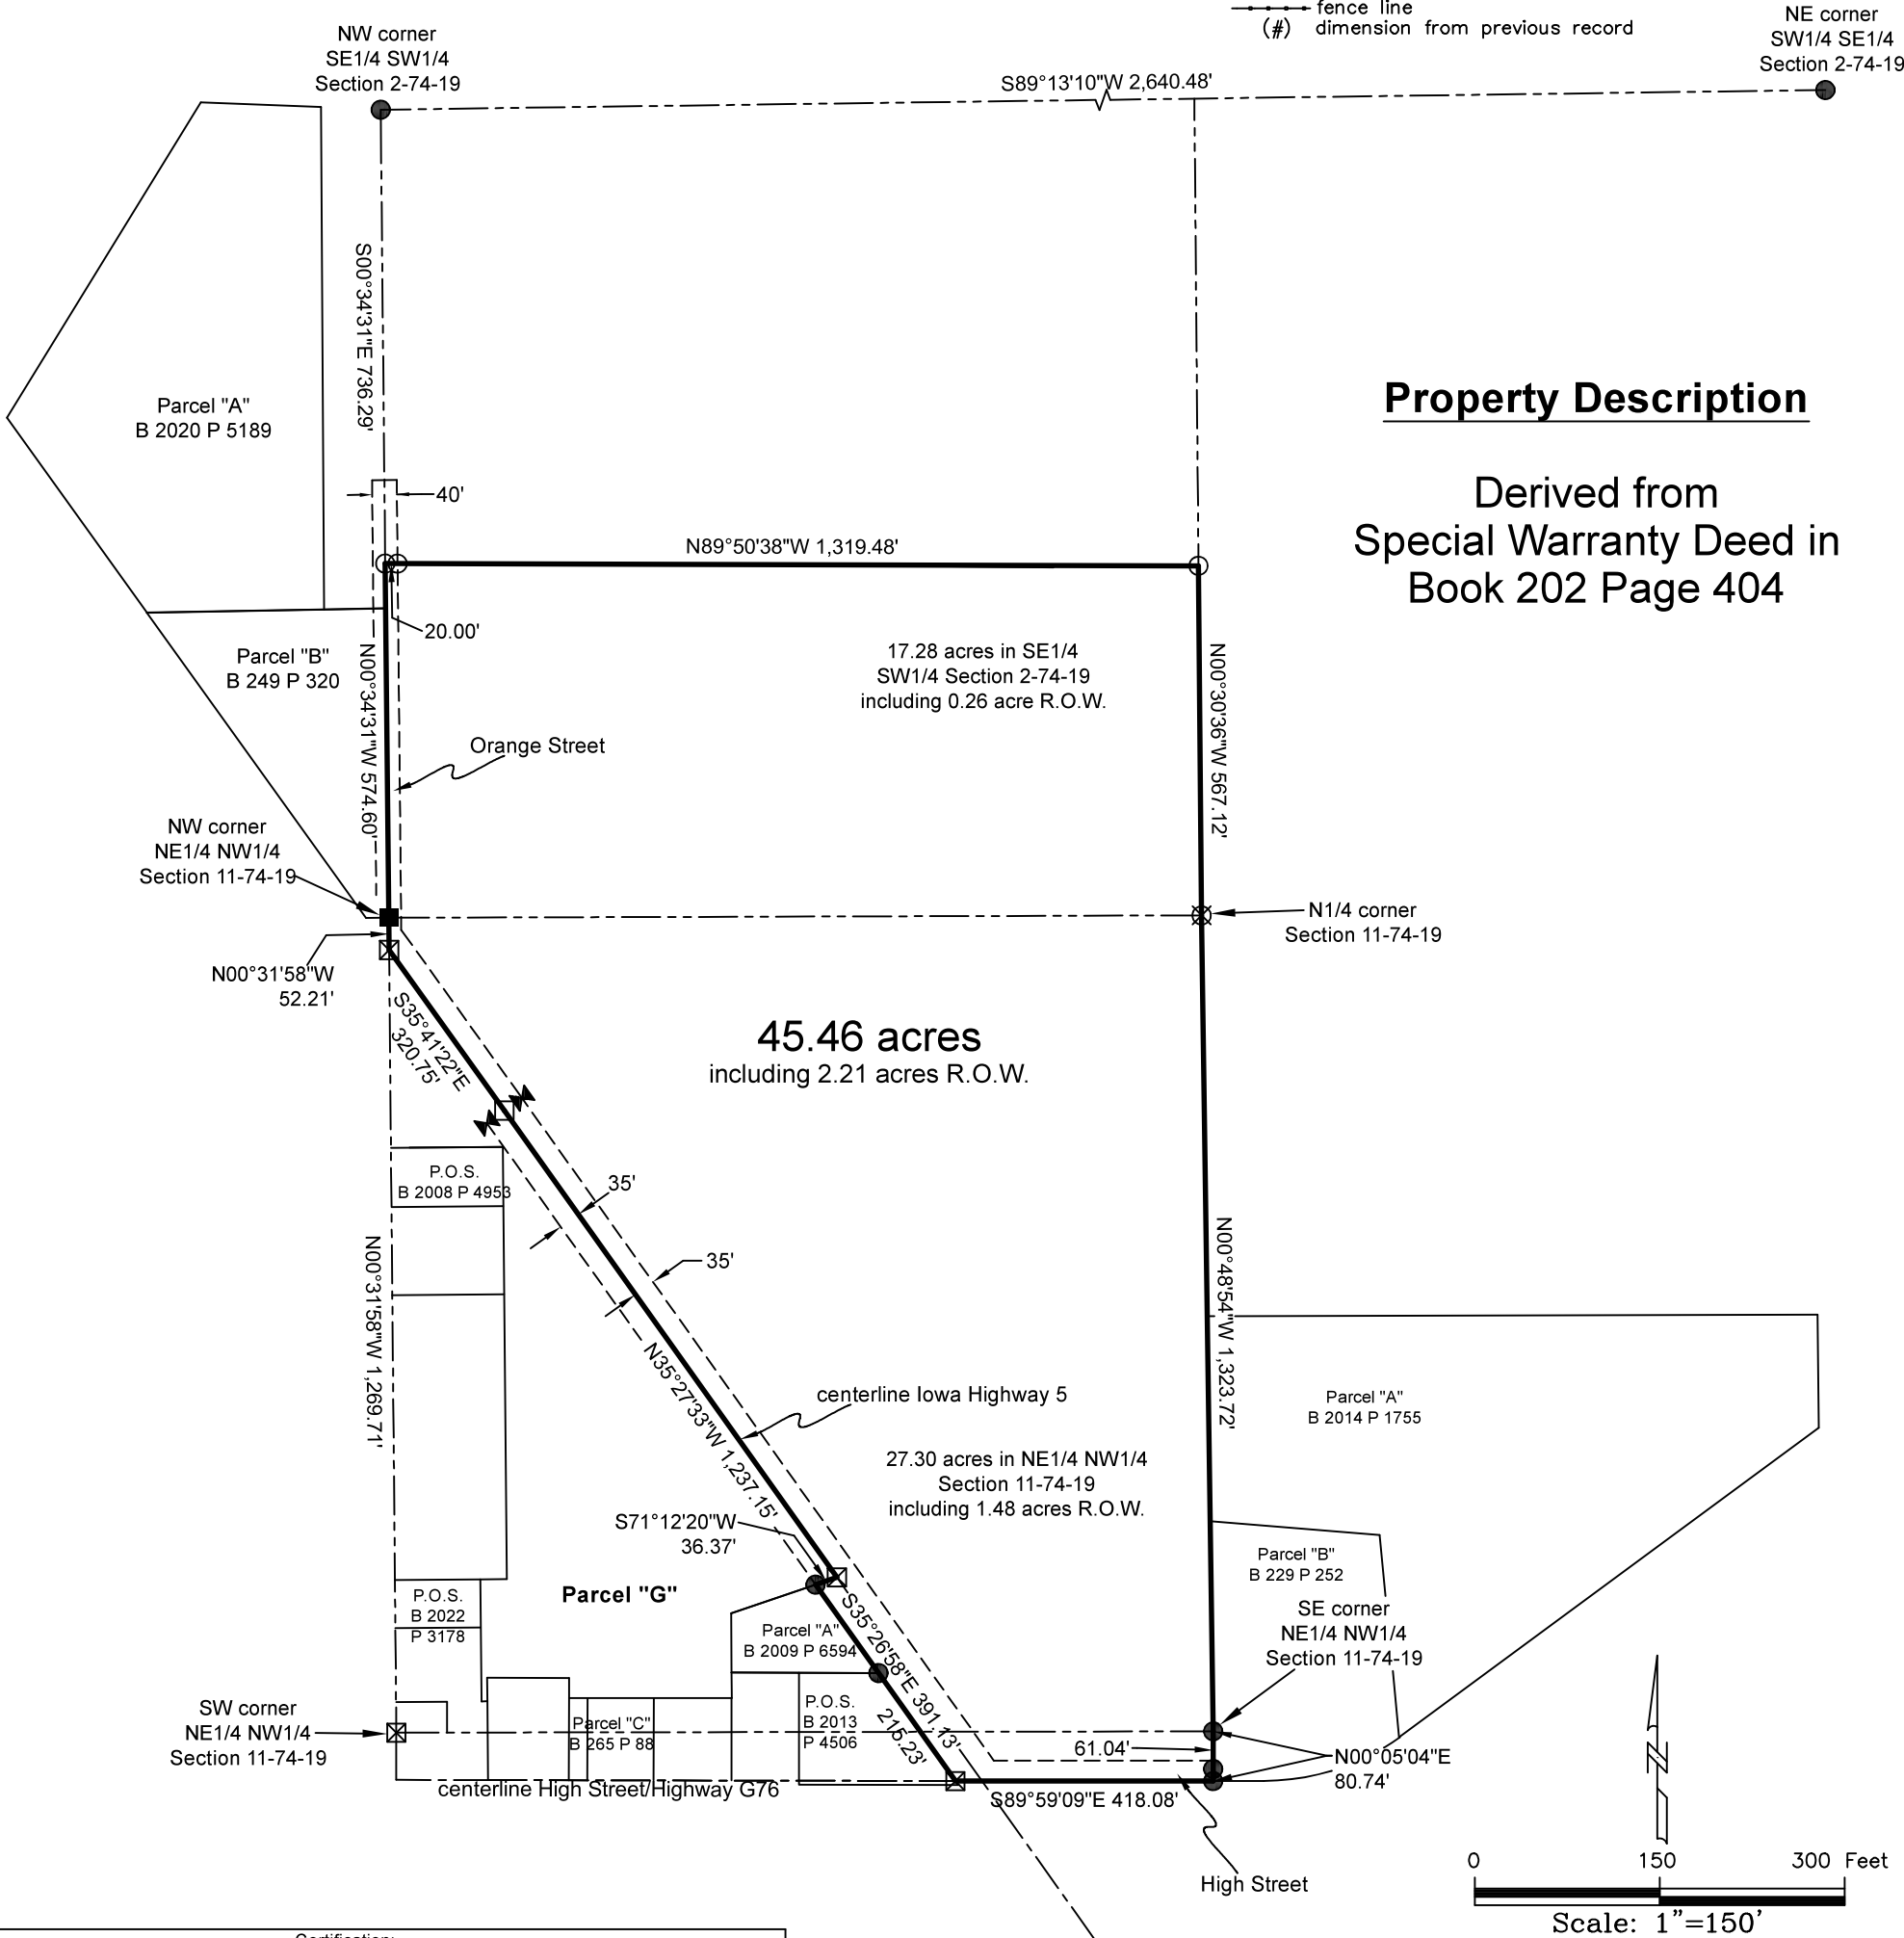 fence line
(#) dimension from previous record
NW corner
SE1/4 SW1/4
Section 2-74-19
NE corner
SW1/4 SE1/4
Section 2-74-19
S89°13'10"W 2,640.48'
S00°34'31"E 736.29'
Parcel "A"
B 2020 P 5189
Property Description
Derived from
Special Warranty Deed in
Book 202 Page 404
40'
N89°50'38"W 1,319.48'
20.00'
Parcel "B"
B 249 P 320
N00°34'31"W 574.60'
17.28 acres in SE1/4
SW1/4 Section 2-74-19
including 0.26 acre R.O.W.
N00°30'36"W 567.12'
Orange Street
NW corner
NE1/4 NW1/4
Section 11-74-19
N1/4 corner
Section 11-74-19
N00°31'58"W
52.21'
S35°41'22"E
320.75'
45.46 acres
including 2.21 acres R.O.W.
P.O.S.
B 2008 P 4953
35'
35'
N00°31'58"W 1,269.71'
N00°48'54"W 1,323.72'
N35°27'33"W 1,237.15'
centerline Iowa Highway 5
Parcel "A"
B 2014 P 1755
27.30 acres in NE1/4 NW1/4
Section 11-74-19
including 1.48 acres R.O.W.
S71°12'20"W
36.37'
Parcel "B"
B 229 P 252
Parcel "G"
P.O.S.
B 2022
P 3178
Parcel "A"
B 2009 P 6594
S35°26'58"E 391.13'
215.23'
SE corner
NE1/4 NW1/4
Section 11-74-19
SW corner
NE1/4 NW1/4
Section 11-74-19
Parcel "C"
B 265 P 88
P.O.S.
B 2013
P 4506
61.04'
N00°05'04"E
80.74'
centerline High Street/Highway G76
S89°59'09"E 418.08'
High Street
0 150 300 Feet
Scale: 1"=150'
Certification: